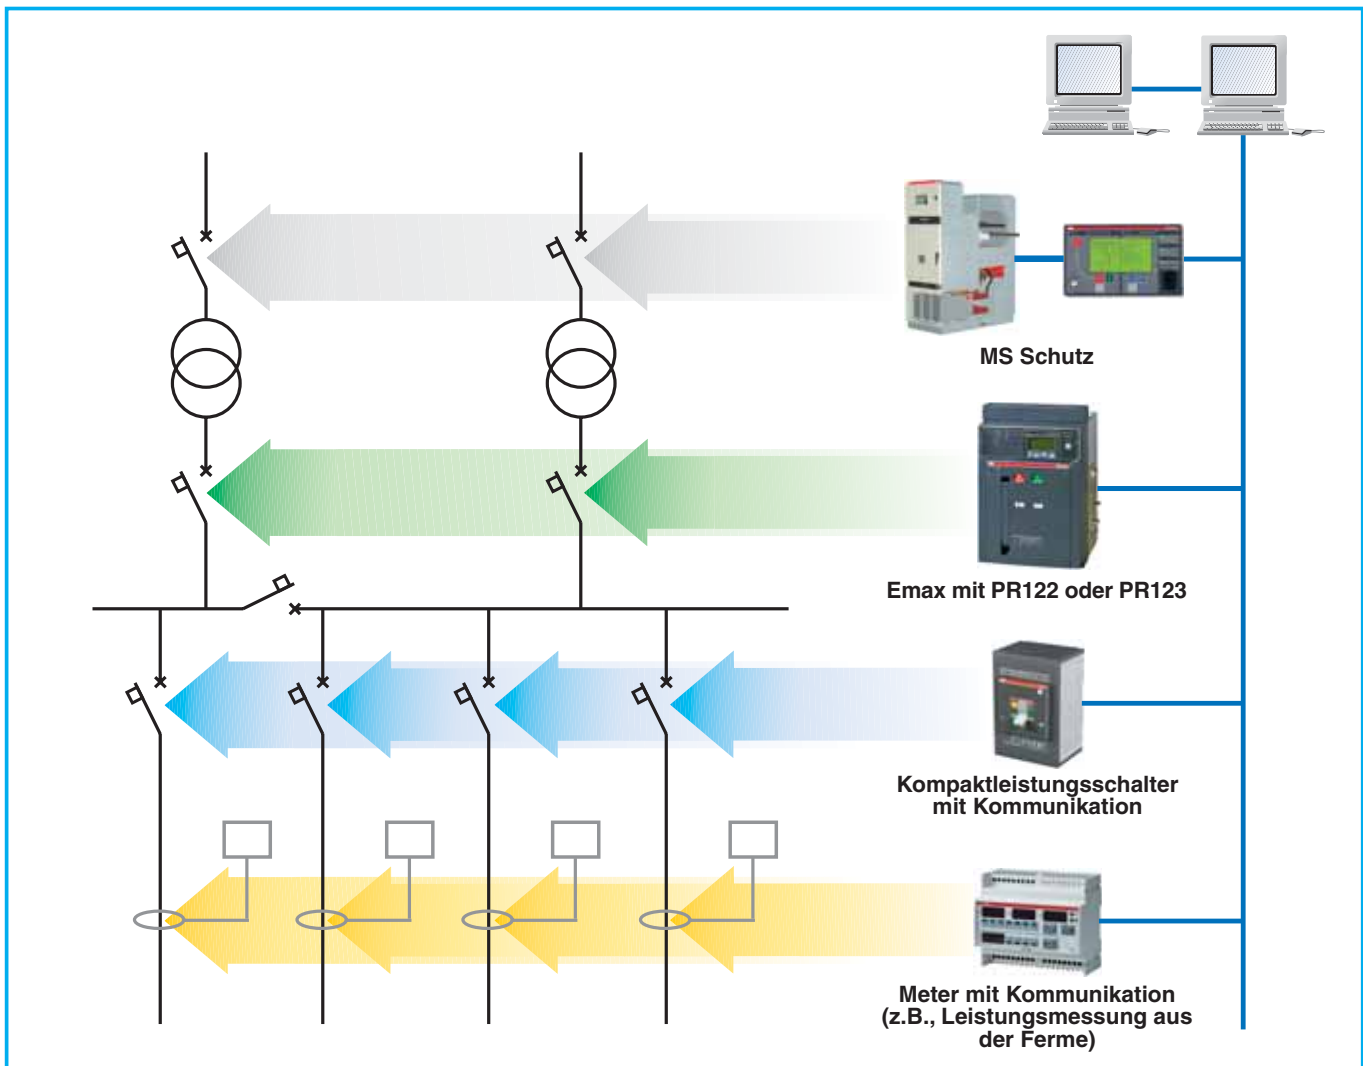 MS Schutz
Emax mit PR122 oder PR123
Kompaktleistungsschalter
mit Kommunikation
Meter mit Kommunikation
(z.B., Leistungsmessung aus
der Ferme)